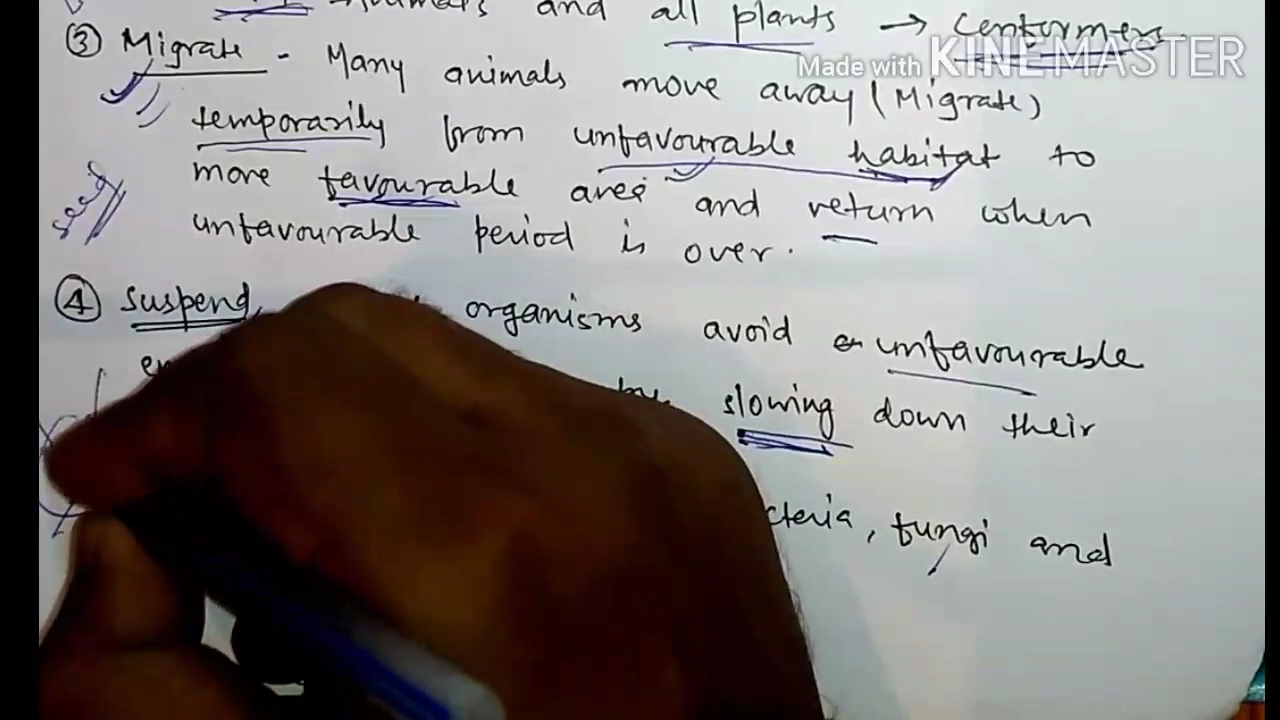 and all plants → Conformers.
Made with KINEMASTER
③ Migrate - Many animals move away (Migrate)
temporarily from unfavourable habitat to
more favourable area and return when
unfavourable period is over.
④ Suspend organisms avoid unfavourable
by slowing down their
fungi and